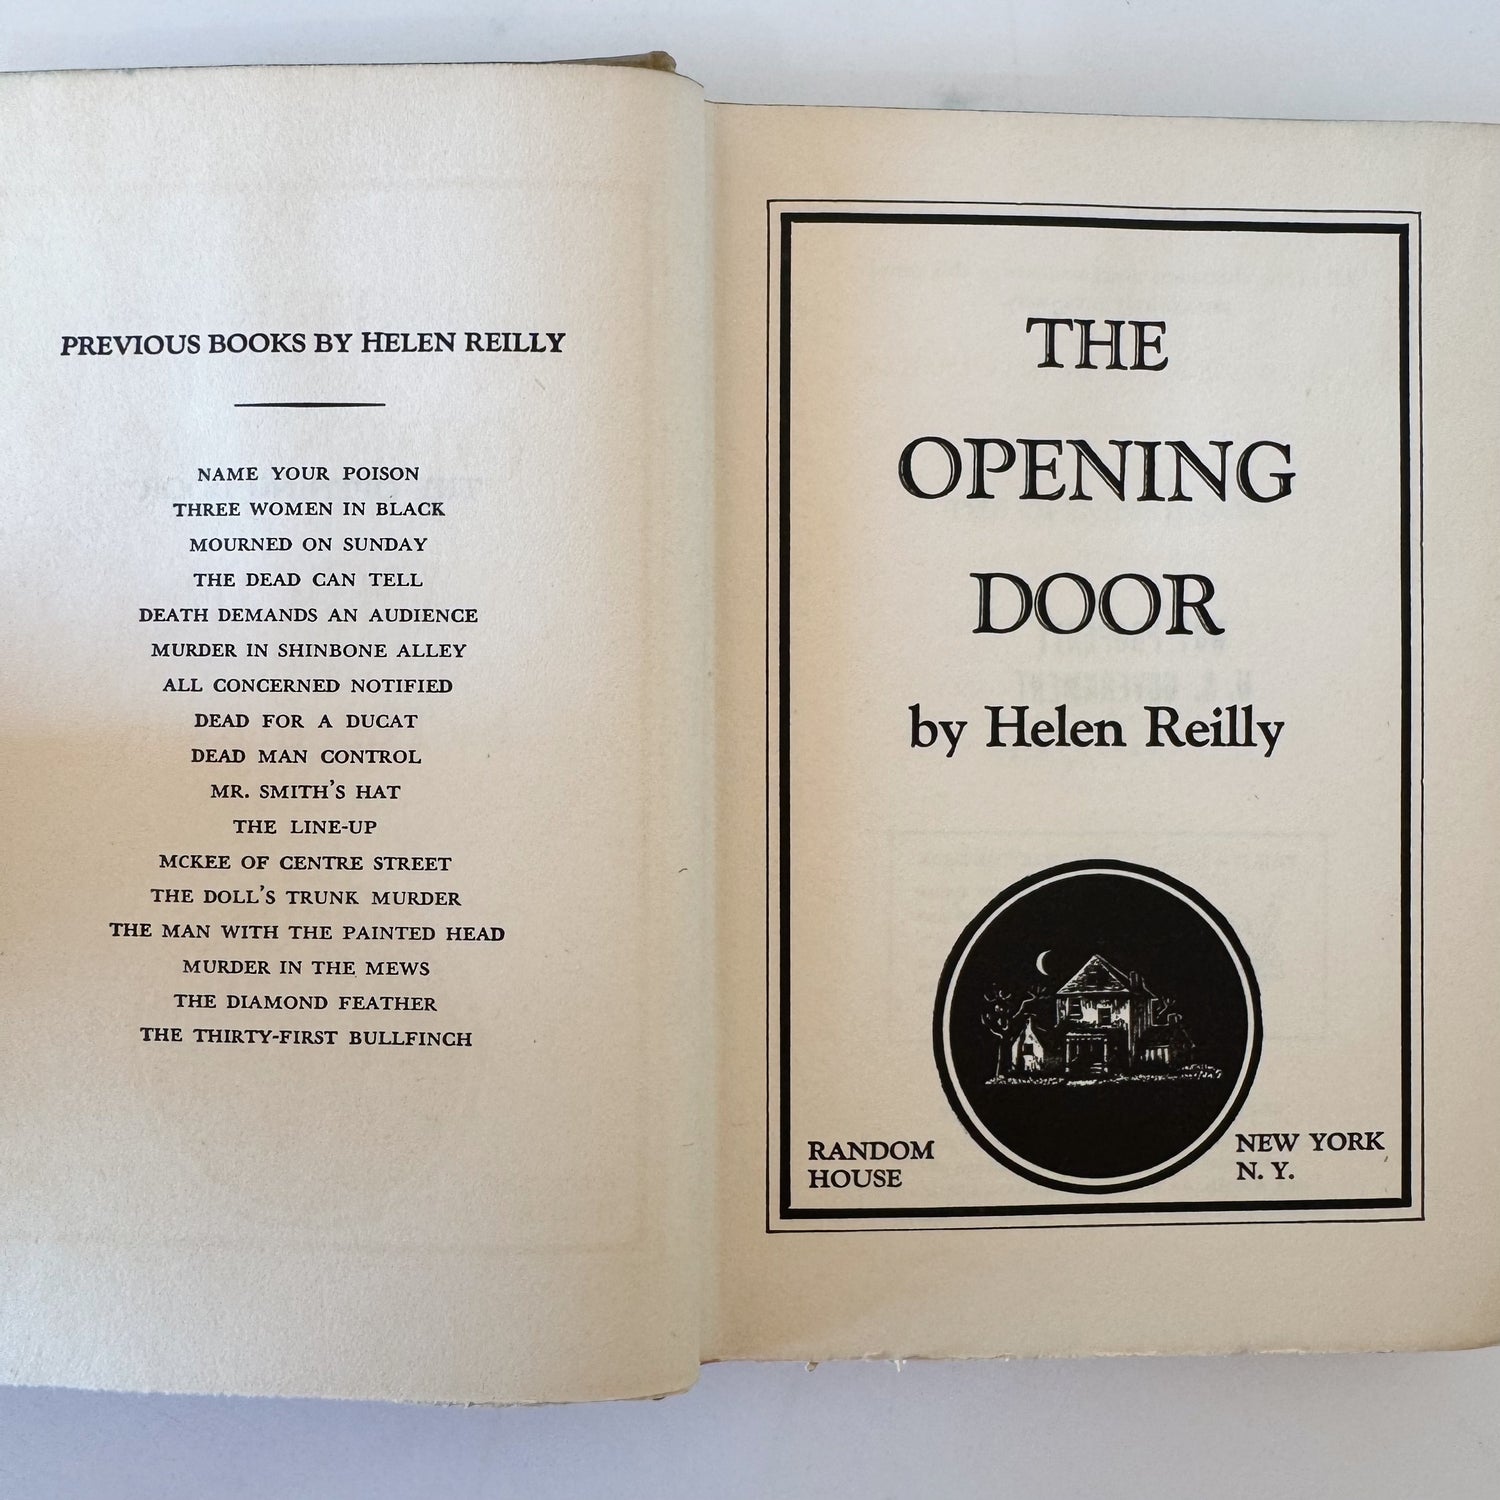 PREVIOUS BOOKS BY HELEN REILLY
NAME YOUR POISON
THREE WOMEN IN BLACK
MOURNED ON SUNDAY
THE DEAD CAN TELL
DEATH DEMANDS AN AUDIENCE
MURDER IN SHINBONE ALLEY
ALL CONCERNED NOTIFIED
DEAD FOR A DUCAT
DEAD MAN CONTROL
MR. SMITH'S HAT
THE LINE-UP
MCKEE OF CENTRE STREET
THE DOLL'S TRUNK MURDER
THE MAN WITH THE PAINTED HEAD
MURDER IN THE MEWS
THE DIAMOND FEATHER
THE THIRTY-FIRST BULLFINCH
THE
OPENING
DOOR
by Helen Reilly
RANDOM
HOUSE
NEW YORK
N. Y.